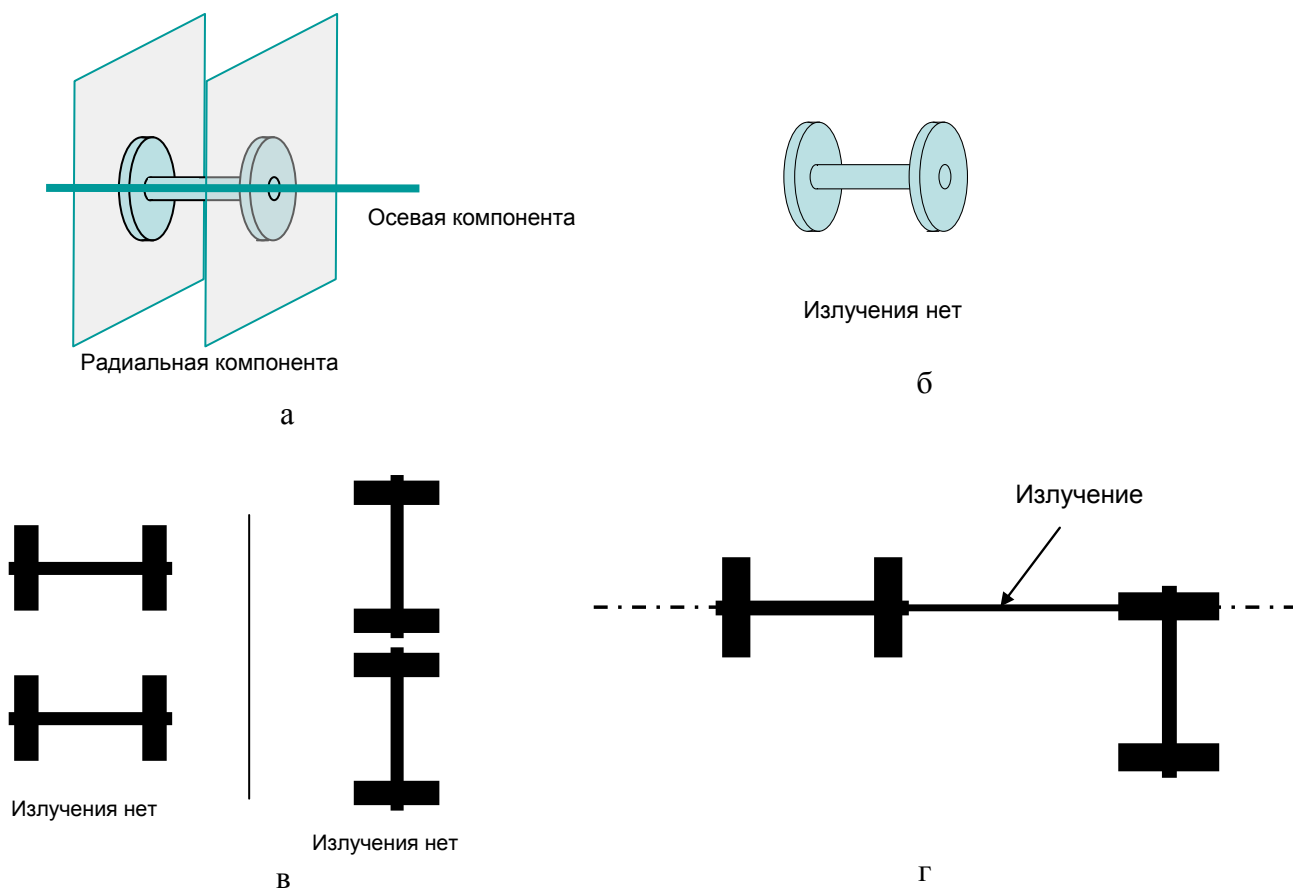 Осевая компонента
Радиальная компонента
а
Излучения нет
б
Излучения нет
Излучения нет
в
Излучение
г